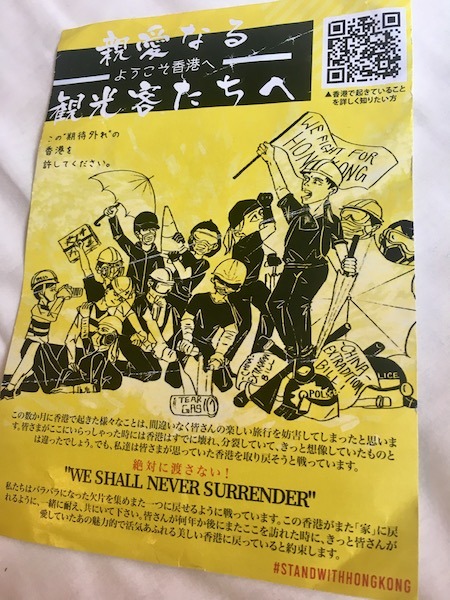 親愛なる
ようこそ香港へ
観光客たちへ
▲香港で起きていること
を詳しく知りたい方
この"期待外れ"の
香港を
許してください。
WE FIGHT FOR
HONG KONG
TEAR
GAS
CHINA
EXTRADITION
BILL
POLICE
この数か月に香港で起きた様々なことは、間違いなく皆さんの楽しい旅行を妨害してしまったと思いま
す。皆さまがここにいらっしゃった時には香港はすでに壊れ、分裂していて、きっと想像していたものと
は違ったでしょう。でも、私達は皆さまが思っていた香港を取り戻そうと戦っています。
絶対に渡さない!
"WE SHALL NEVER SURRENDER"
私たちはバラバラになった欠片を集めまた一つに戻せるように戦っています。この香港がまた「家」に戻
れるように、一緒に耐え、共にいて下さい。皆さんが何年か後にまたここを訪れた時に、きっと皆さんが
愛していたあの魅力的で活気あふれる美しい香港に戻っていると約束します。
#STANDWITHHONGKONG